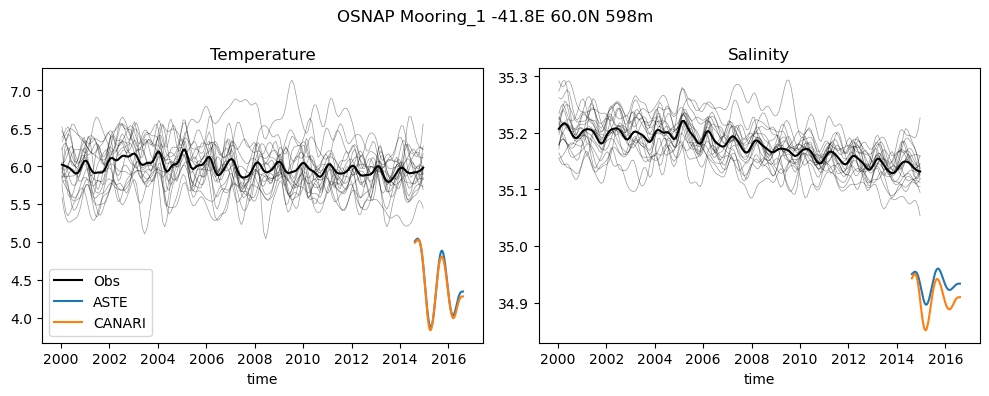 OSNAP Mooring_1 -41.8E 60.0N 598m
Temperature
Salinity
7.0
6.5
6.0
5.5
5.0
4.5
4.0
Obs
ASTE
CANARI
2000 2002 2004 2006 2008 2010 2012 2014 2016
time
35.3
35.2
35.1
35.0
34.9
2000 2002 2004 2006 2008 2010 2012 2014 2016
time